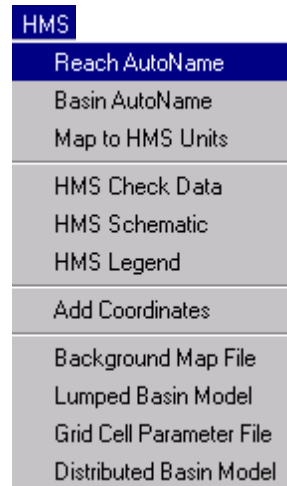 HMS
Reach AutoName
Basin AutoName
Map to HMS Units
HMS Check Data
HMS Schematic
HMS Legend
Add Coordinates
Background Map File
Lumped Basin Model
Grid Cell Parameter File
Distributed Basin Model